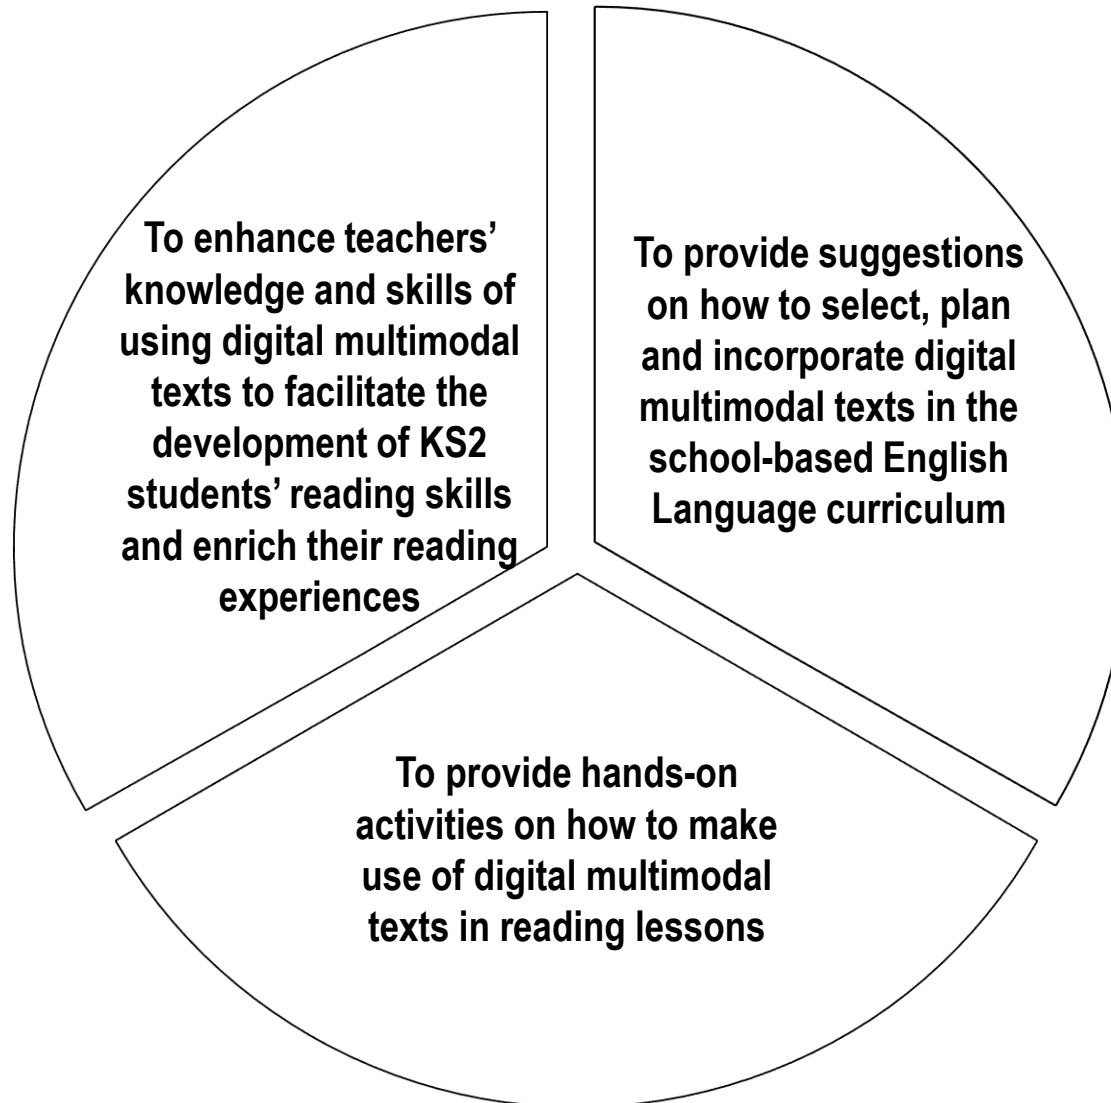 To enhance teachers’
knowledge and skills of
using digital multimodal
texts to facilitate the
development of KS2
students’ reading skills
and enrich their reading
experiences
To provide suggestions
on how to select, plan
and incorporate digital
multimodal texts in the
school-based English
Language curriculum
To provide hands-on
activities on how to make
use of digital multimodal
texts in reading lessons